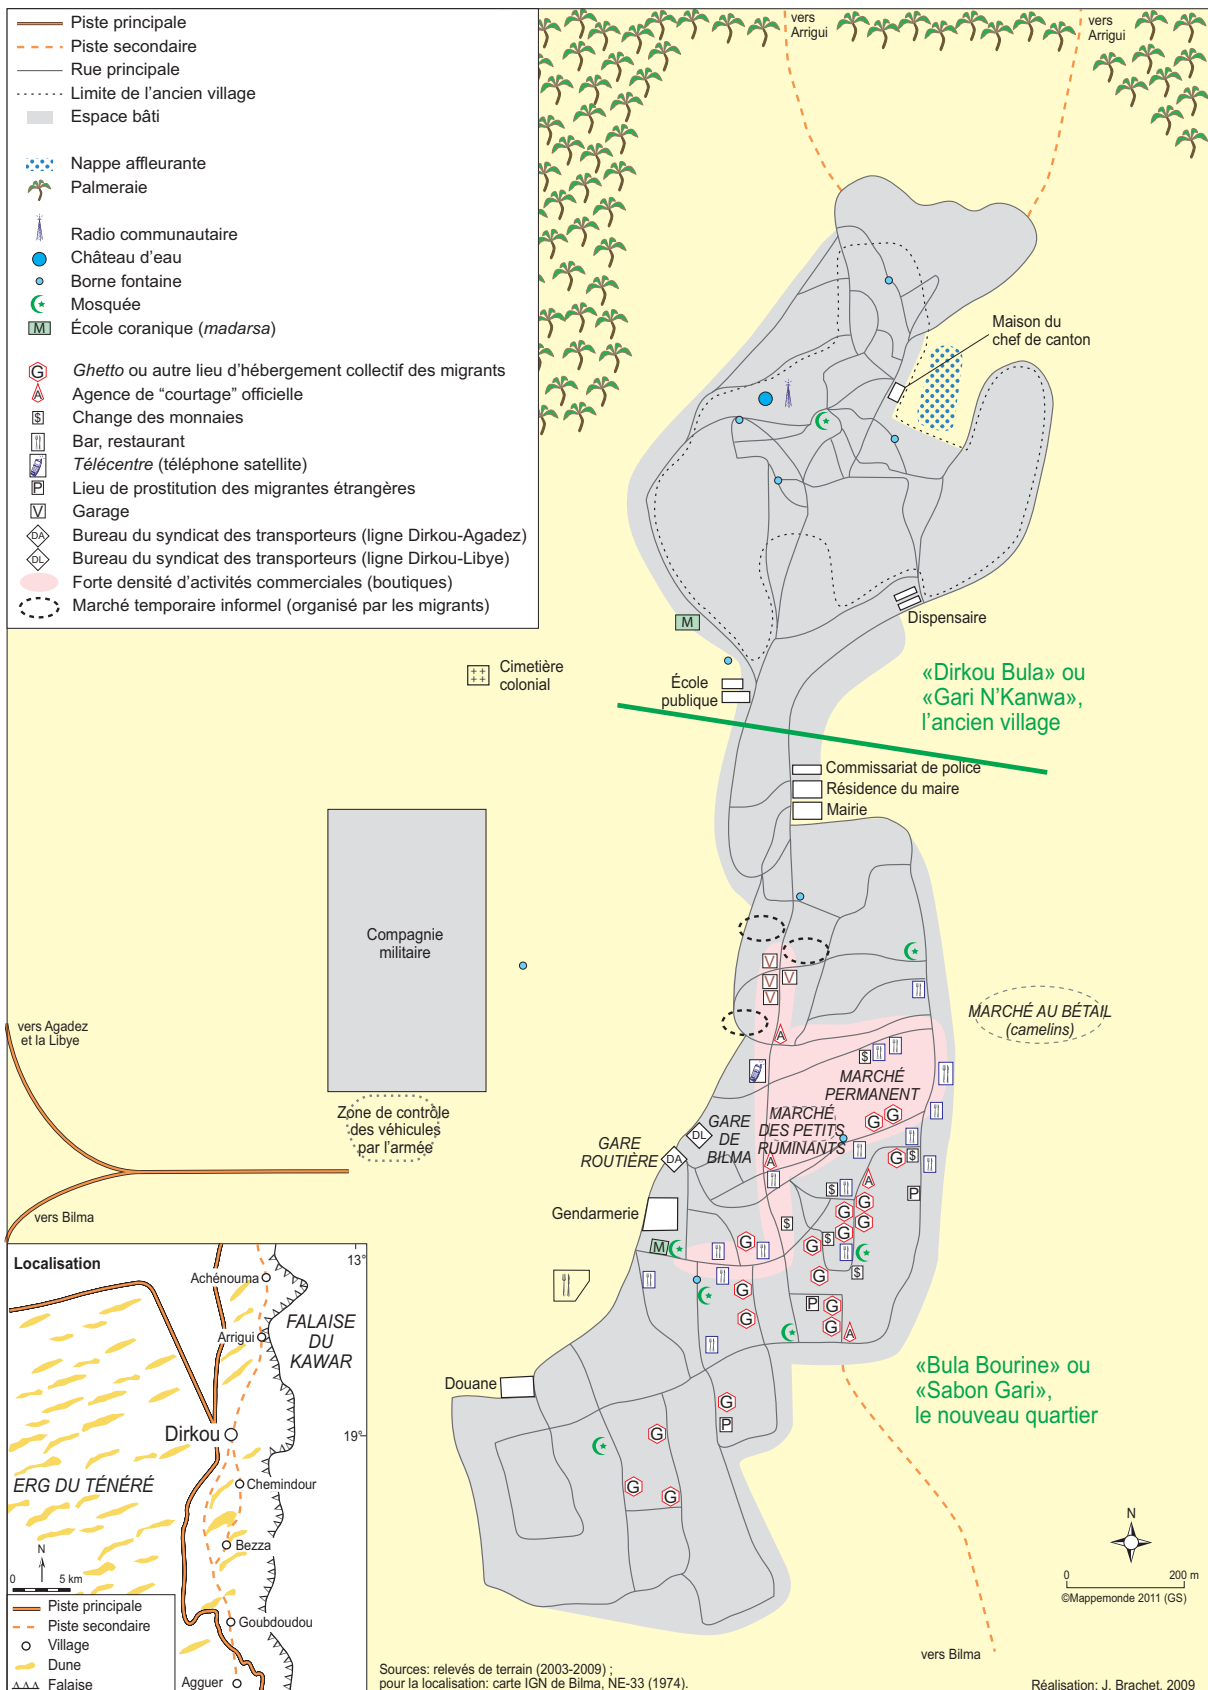 Piste principale
Piste secondaire
Rue principale
Limite de l'ancien village
Espace bâti
Nappe affleurante
Palmeraie
Radio communautaire
Château d'eau
Borne fontaine
Mosquée
M École coranique (madarsa)
G Ghetto ou autre lieu d'hébergement collectif des migrants
A Agence de "courtage" officielle
$ Change des monnaies
Bar, restaurant
Télécentre (téléphone satellite)
P Lieu de prostitution des migrantes étrangères
V Garage
DA Bureau du syndicat des transporteurs (ligne Dirkou-Agadez)
DL Bureau du syndicat des transporteurs (ligne Dirkou-Libye)
Forte densité d'activités commerciales (boutiques)
Marché temporaire informel (organisé par les migrants)
vers
Arrigui
vers
Arrigui
Maison du
chef de canton
Dispensaire
M
Cimetière
colonial
École
publique
«Dirkou Bula» ou
«Gari N'Kanwa»,
l'ancien village
Commissariat de police
Résidence du maire
Mairie
Compagnie
militaire
V
V
V
V
MARCHÉ AU BÉTAIL
(camelins)
vers Agadez
et la Libye
A
$
MARCHÉ
PERMANENT
Zone de contrôle
des véhicules
par l'armée
G
G
MARCHÉ
DES PETITS
RUMINANTS
GARE
DE
BILMA
DL
GARE
ROUTIÈRE
DA
A
G
$
A
$
P
G
G
G
G
vers Bilma
Gendarmerie
$
$
M
G
G
$
G
G
G
P
G
G
A
Localisation
13°
Achénouma
FALAISE
DU
KAWAR
Arrigui
Dirkou
19°
ERG DU TÉNÉRÉ
Chemindour
Bezza
N
0 5 km
Goubdoudou
Agguer
Piste principale
Piste secondaire
Village
Dune
Falaise
Douane
«Bula Bourine» ou
«Sabon Gari»,
le nouveau quartier
G
P
G
G
G
N
0 200 m
©Mappemonde 2011 (GS)
vers Bilma
Sources: relevés de terrain (2003-2009) ;
pour la localisation: carte IGN de Bilma, NE-33 (1974).
Réalisation: J. Brachet, 2009